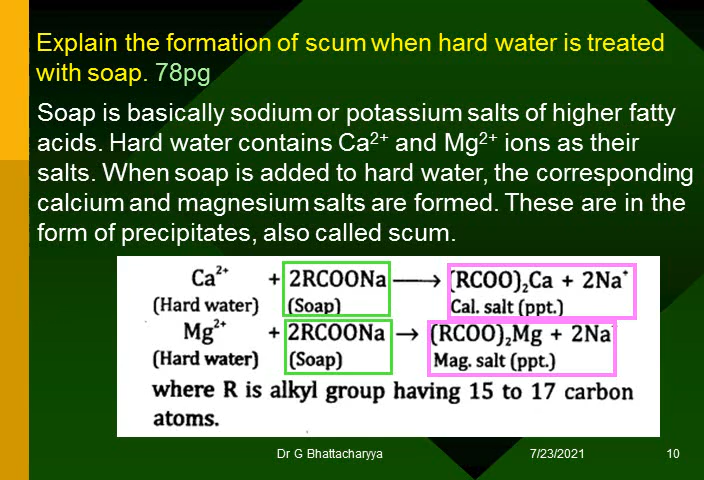 Explain the formation of scum when hard water is treated
with soap. 78pg
Soap is basically sodium or potassium salts of higher fatty
acids. Hard water contains Ca²⁺ and Mg²⁺ ions as their
salts. When soap is added to hard water, the corresponding
calcium and magnesium salts are formed. These are in the
form of precipitates, also called scum.
Ca²⁺ + 2RCOONa ⟶ (RCOO)₂Ca + 2Na⁺
(Hard water) (Soap) Cal. salt (ppt.)
Mg²⁺ + 2RCOONa → (RCOO)₂Mg + 2Na
(Hard water) (Soap) Mag. salt (ppt.)
where R is alkyl group having 15 to 17 carbon
atoms.
Dr G Bhattacharyya 7/23/2021 10